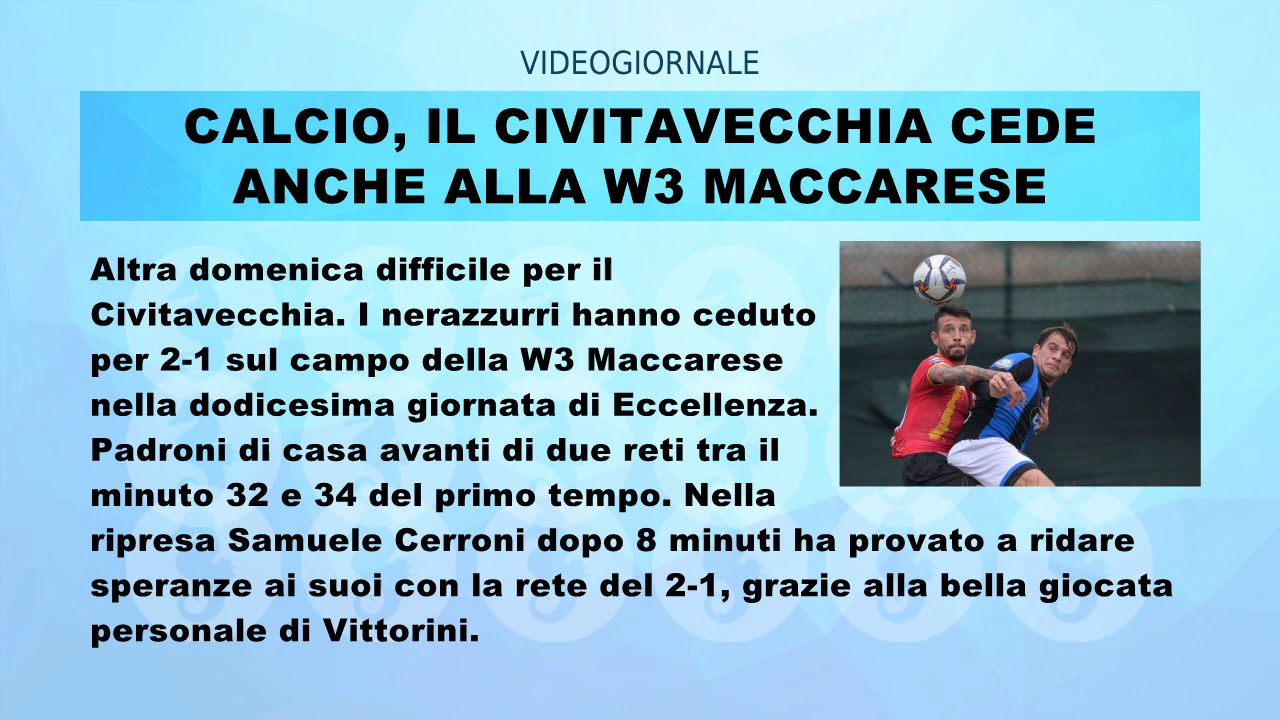 VIDEOGIORNALE
CALCIO, IL CIVITAVECCHIA CEDE
ANCHE ALLA W3 MACCARESE
Altra domenica difficile per il
Civitavecchia. I nerazzurri hanno ceduto
per 2-1 sul campo della W3 Maccarese
nella dodicesima giornata di Eccellenza.
Padroni di casa avanti di due reti tra il
minuto 32 e 34 del primo tempo. Nella
ripresa Samuele Cerroni dopo 8 minuti ha provato a ridare
speranze ai suoi con la rete del 2-1, grazie alla bella giocata
personale di Vittorini.